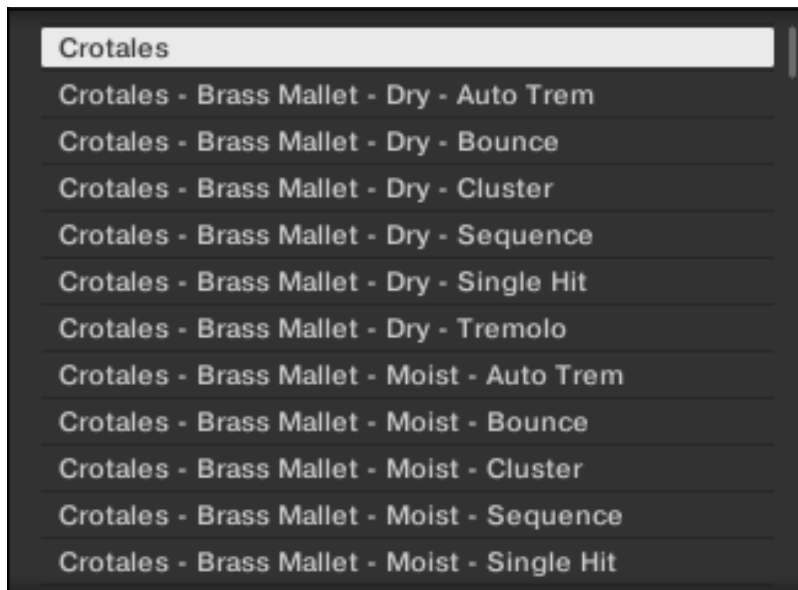 Crotales
Crotales - Brass Mallet - Dry - Auto Trem
Crotales - Brass Mallet - Dry - Bounce
Crotales - Brass Mallet - Dry - Cluster
Crotales - Brass Mallet - Dry - Sequence
Crotales - Brass Mallet - Dry - Single Hit
Crotales - Brass Mallet - Dry - Tremolo
Crotales - Brass Mallet - Moist - Auto Trem
Crotales - Brass Mallet - Moist - Bounce
Crotales - Brass Mallet - Moist - Cluster
Crotales - Brass Mallet - Moist - Sequence
Crotales - Brass Mallet - Moist - Single Hit